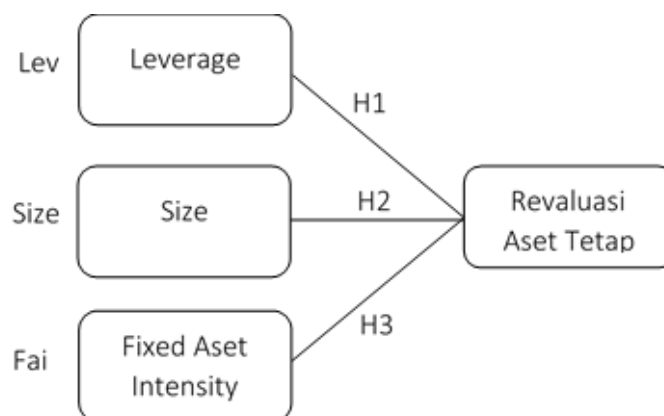 Lev
Leverage
H1
Size
Size
H2
Revaluasi
Aset Tetap
H3
Fai
Fixed Aset
Intensity